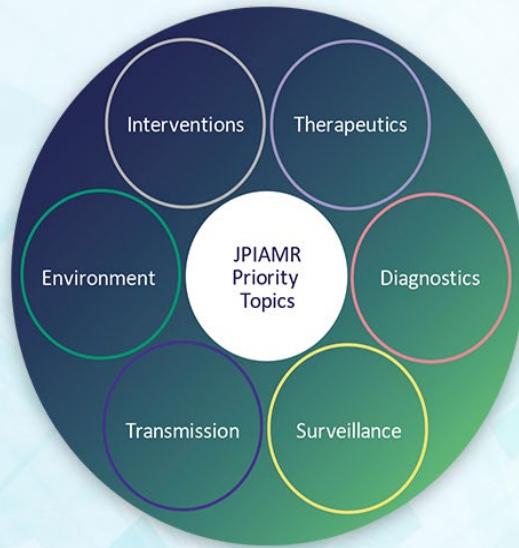 Interventions
Therapeutics
Environment
JPIAMR
Priority
Topics
Diagnostics
Transmission
Surveillance